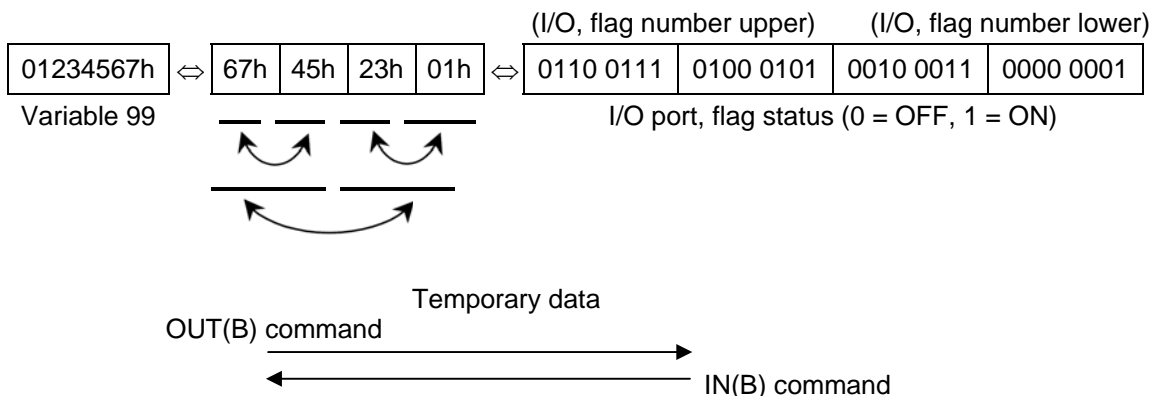 (I/O, flag number upper) (I/O, flag number lower)
01234567h ⇔ 67h 45h 23h 01h ⇔ 0110 0111 0100 0101 0010 0011 0000 0001
Variable 99 I/O port, flag status (0 = OFF, 1 = ON)
Temporary data
OUT(B) command
IN(B) command